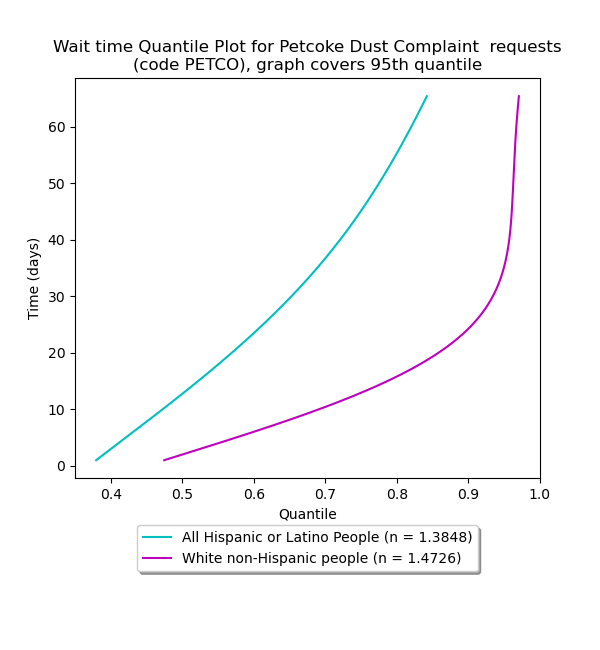 Wait time Quantile Plot for Petcoke Dust Complaint  requests
(code PETCO), graph covers 95th quantile
Time (days)
60
50
40
30
20
10
0
0.4 0.5 0.6 0.7 0.8 0.9 1.0
Quantile
All Hispanic or Latino People (n = 1.3848)
White non-Hispanic people (n = 1.4726)